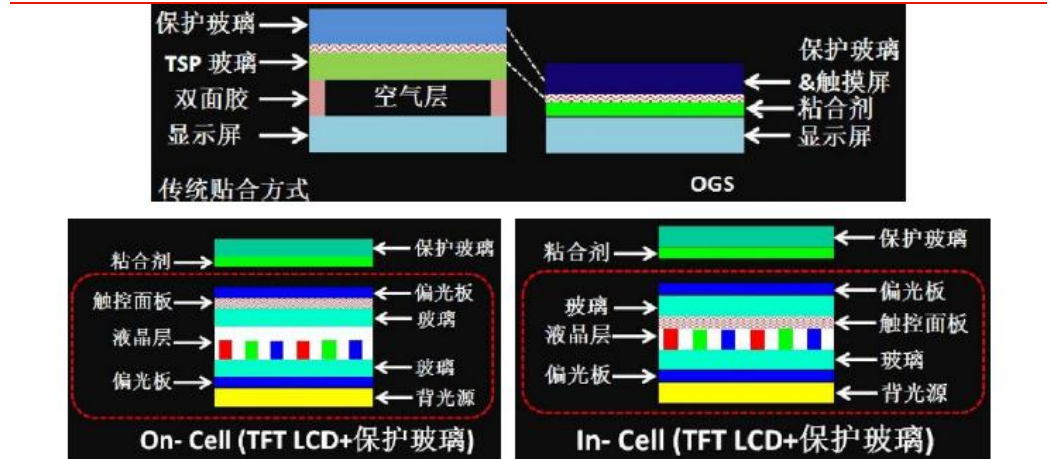 保护玻璃
TSP 玻璃
双面胶
空气层
显示屏
传统贴合方式
保护玻璃
&触摸屏
粘合剂
显示屏
OGS
粘合剂
保护玻璃
触控面板
偏光板
玻璃
液晶层
玻璃
偏光板
背光源
On- Cell (TFT LCD+保护玻璃)
粘合剂
保护玻璃
玻璃
偏光板
触控面板
液晶层
玻璃
偏光板
背光源
In- Cell (TFT LCD+保护玻璃)